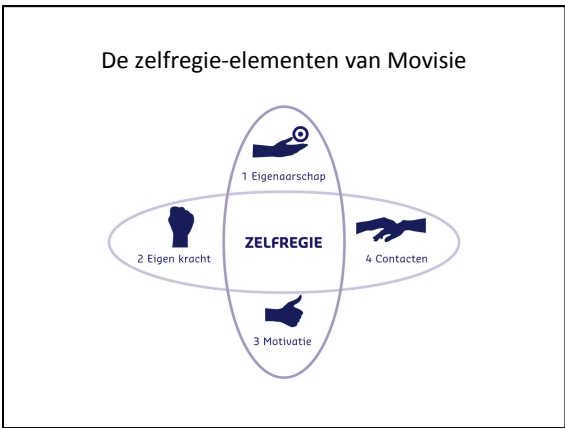 De zelfregie-elementen van Movisie
1 Eigenaarschap
2 Eigen kracht
ZELFREGIE
4 Contacten
3 Motivatie